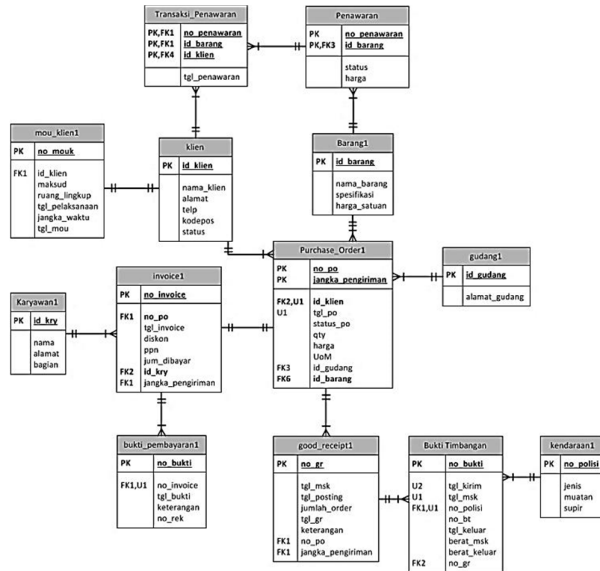 Transaksi_Penawaran
PK,FK1 no_penawaran
PK,FK1 id_barang
PK,FK4 id_klien
tgl_penawaran
Penawaran
PK no_penawaran
PK,FK3 id_barang
status
harga
mou_klien1
PK no_mouk
FK1 id_klien
maksud
ruang_lingkup
tgl_pelaksanaan
jangka_waktu
tgl_mou
klien
PK id_klien
nama_klien
alamat
telp
kodepos
status
Barang1
PK id_barang
nama_barang
spesifikasi
harga_satuan
Purchase_Order1
PK no_po
PK jangka_pengiriman
FK2,U1 id_klien
U1 tgl_po
status_po
qty
harga
UoM
FK3 id_gudang
FK6 id_barang
gudang1
PK id_gudang
alamat_gudang
invoice1
PK no_invoice
FK1 no_po
tgl_invoice
diskon
ppn
jum_dibayar
FK2 id_kry
FK1 jangka_pengiriman
Karyawan1
PK id_kry
nama
alamat
bagian
bukti_pembayaran1
PK no_bukti
FK1,U1 no_invoice
tgl_bukti
keterangan
no_rek
good_receipt1
PK no_gr
tgl_msk
tgl_posting
jumlah_order
tgl_gr
keterangan
FK1 no_po
FK1 jangka_pengiriman
Bukti Timbangan
PK no_bukti
U2 tgl_kirim
U1 tgl_msk
FK1,U1 no_polisi
no_bt
tgl_keluar
berat_msk
berat_keluar
FK2 no_gr
kendaraan1
PK no_polisi
jenis
muatan
supir